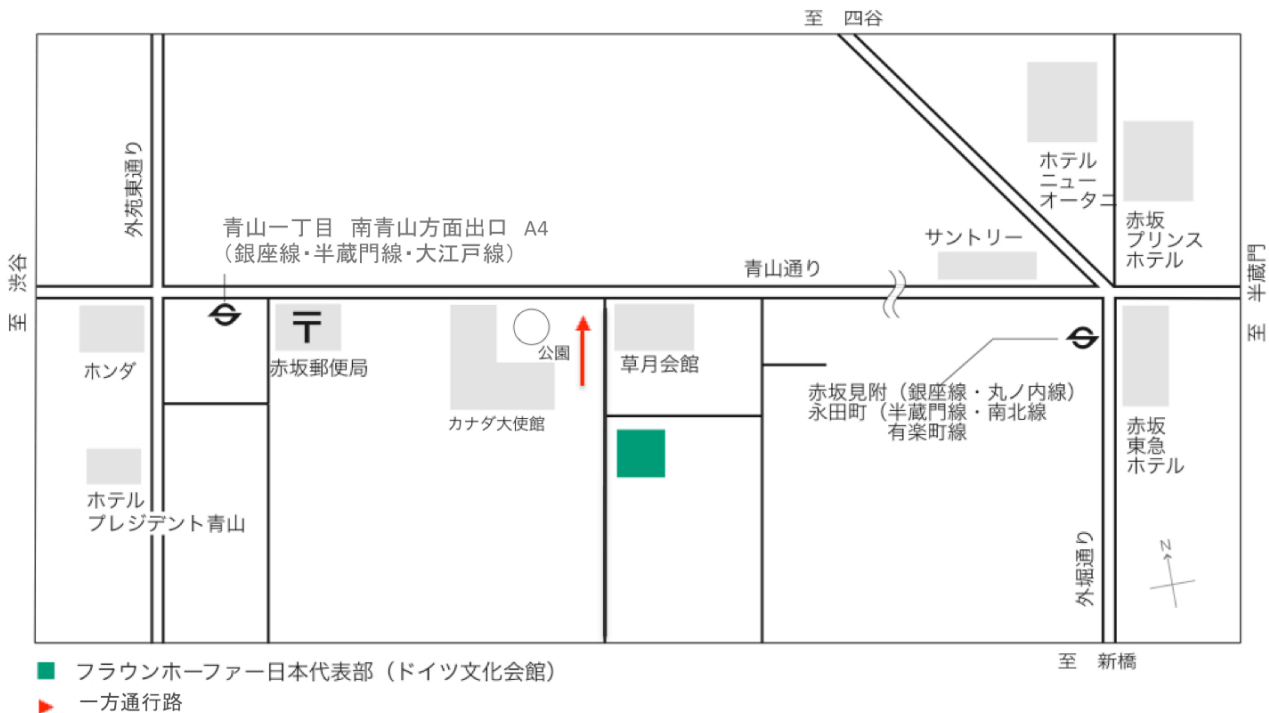 至　四谷
外苑東通り
青山一丁目　南青山方面出口　A4
（銀座線・半蔵門線・大江戸線）
ホテル
ニュー
オータニ
赤坂
プリンス
ホテル
サントリー
青山通り
至　渋谷
至　半蔵門
ホンダ
〒
赤坂郵便局
公園
カナダ大使館
草月会館
赤坂見附（銀座線・丸ノ内線）
永田町（半蔵門線・南北線
有楽町線
赤坂
東急
ホテル
ホテル
プレジデント青山
外堀通り
N
至　新橋
フラウンホーファー日本代表部（ドイツ文化会館）
一方通行路